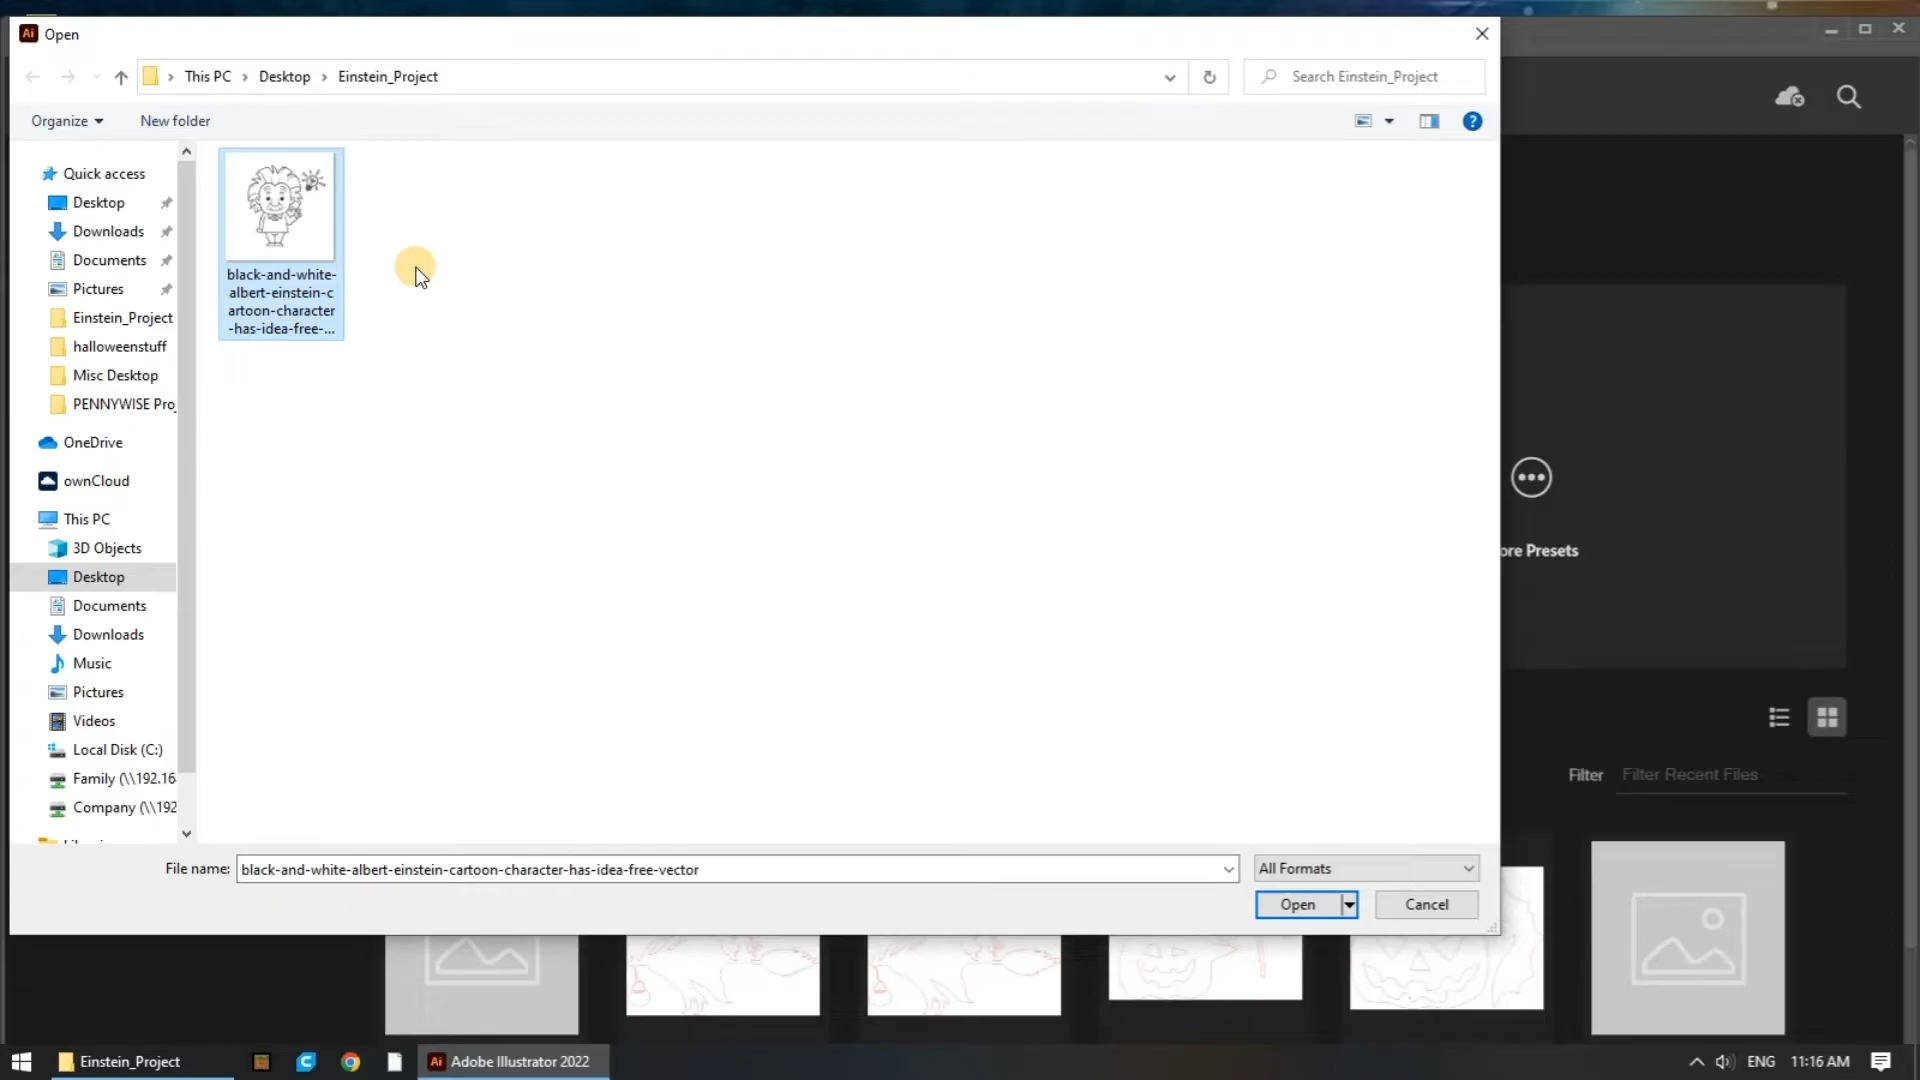 Ai Open
This PC > Desktop > Einstein_Project
Search Einstein_Project
Organize
New folder
?
Quick access
Desktop
Downloads
Documents
Pictures
Einstein_Project
halloweenstuff
Misc Desktop
PENNYWISE Pro
OneDrive
ownCloud
This PC
3D Objects
Desktop
Documents
Downloads
Music
Pictures
Videos
Local Disk (C:)
Family (\\192.16
Company (\\192
black-and-white-
albert-einstein-c
artoon-character
-has-idea-free-...
ore Presets
Filter
Filter Recent Files
File name:
black-and-white-albert-einstein-cartoon-character-has-idea-free-vector
All Formats
Open
Cancel
Einstein_Project
Ai Adobe Illustrator 2022
ENG
11:16 AM